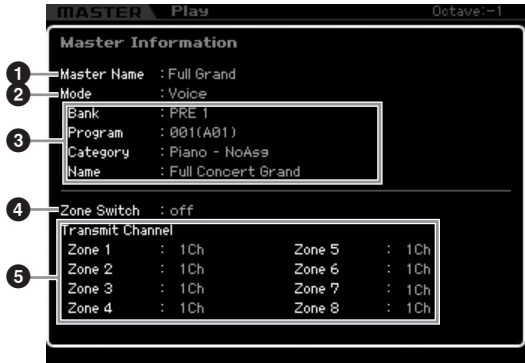 MASTER Play Octave:-1
Master Information
1 Master Name : Full Grand
2 Mode : Voice
3 Bank : PRE 1
Program : 001(A01)
Category : Piano - NoAsg
Name : Full Concert Grand
4 Zone Switch : off
5 Transmit Channel
Zone 1 : 1Ch Zone 5 : 1Ch
Zone 2 : 1Ch Zone 6 : 1Ch
Zone 3 : 1Ch Zone 7 : 1Ch
Zone 4 : 1Ch Zone 8 : 1Ch